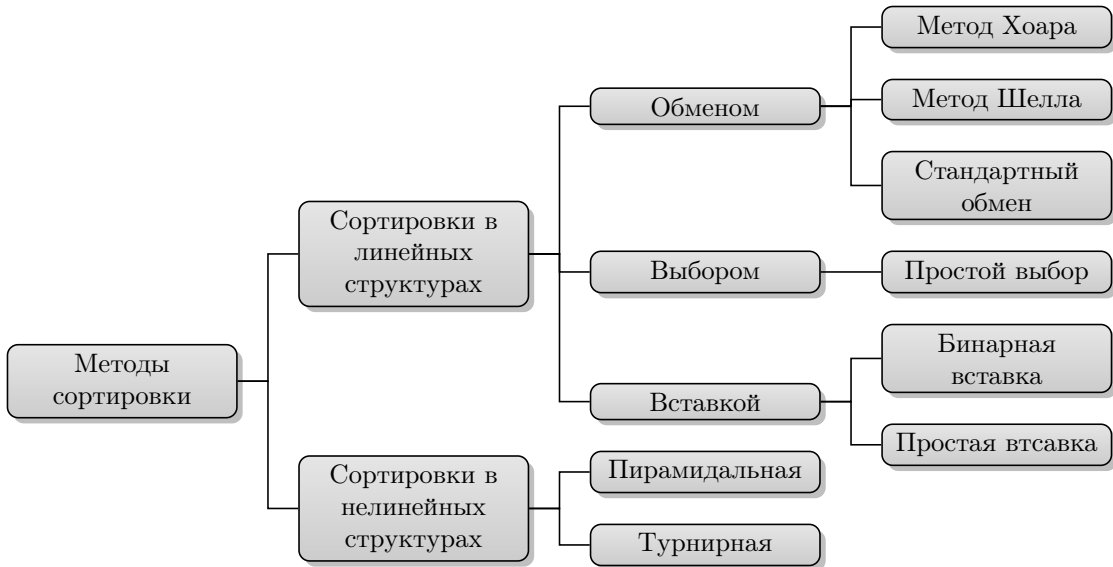 Методы
сортировки
Сортировки в
линейных
структурах
Обменом
Метод Хоара
Метод Шелла
Стандартный
обмен
Выбором
Простой выбор
Вставкой
Бинарная
вставка
Простая втсавка
Сортировки в
нелинейных
структурах
Пирамидальная
Турнирная